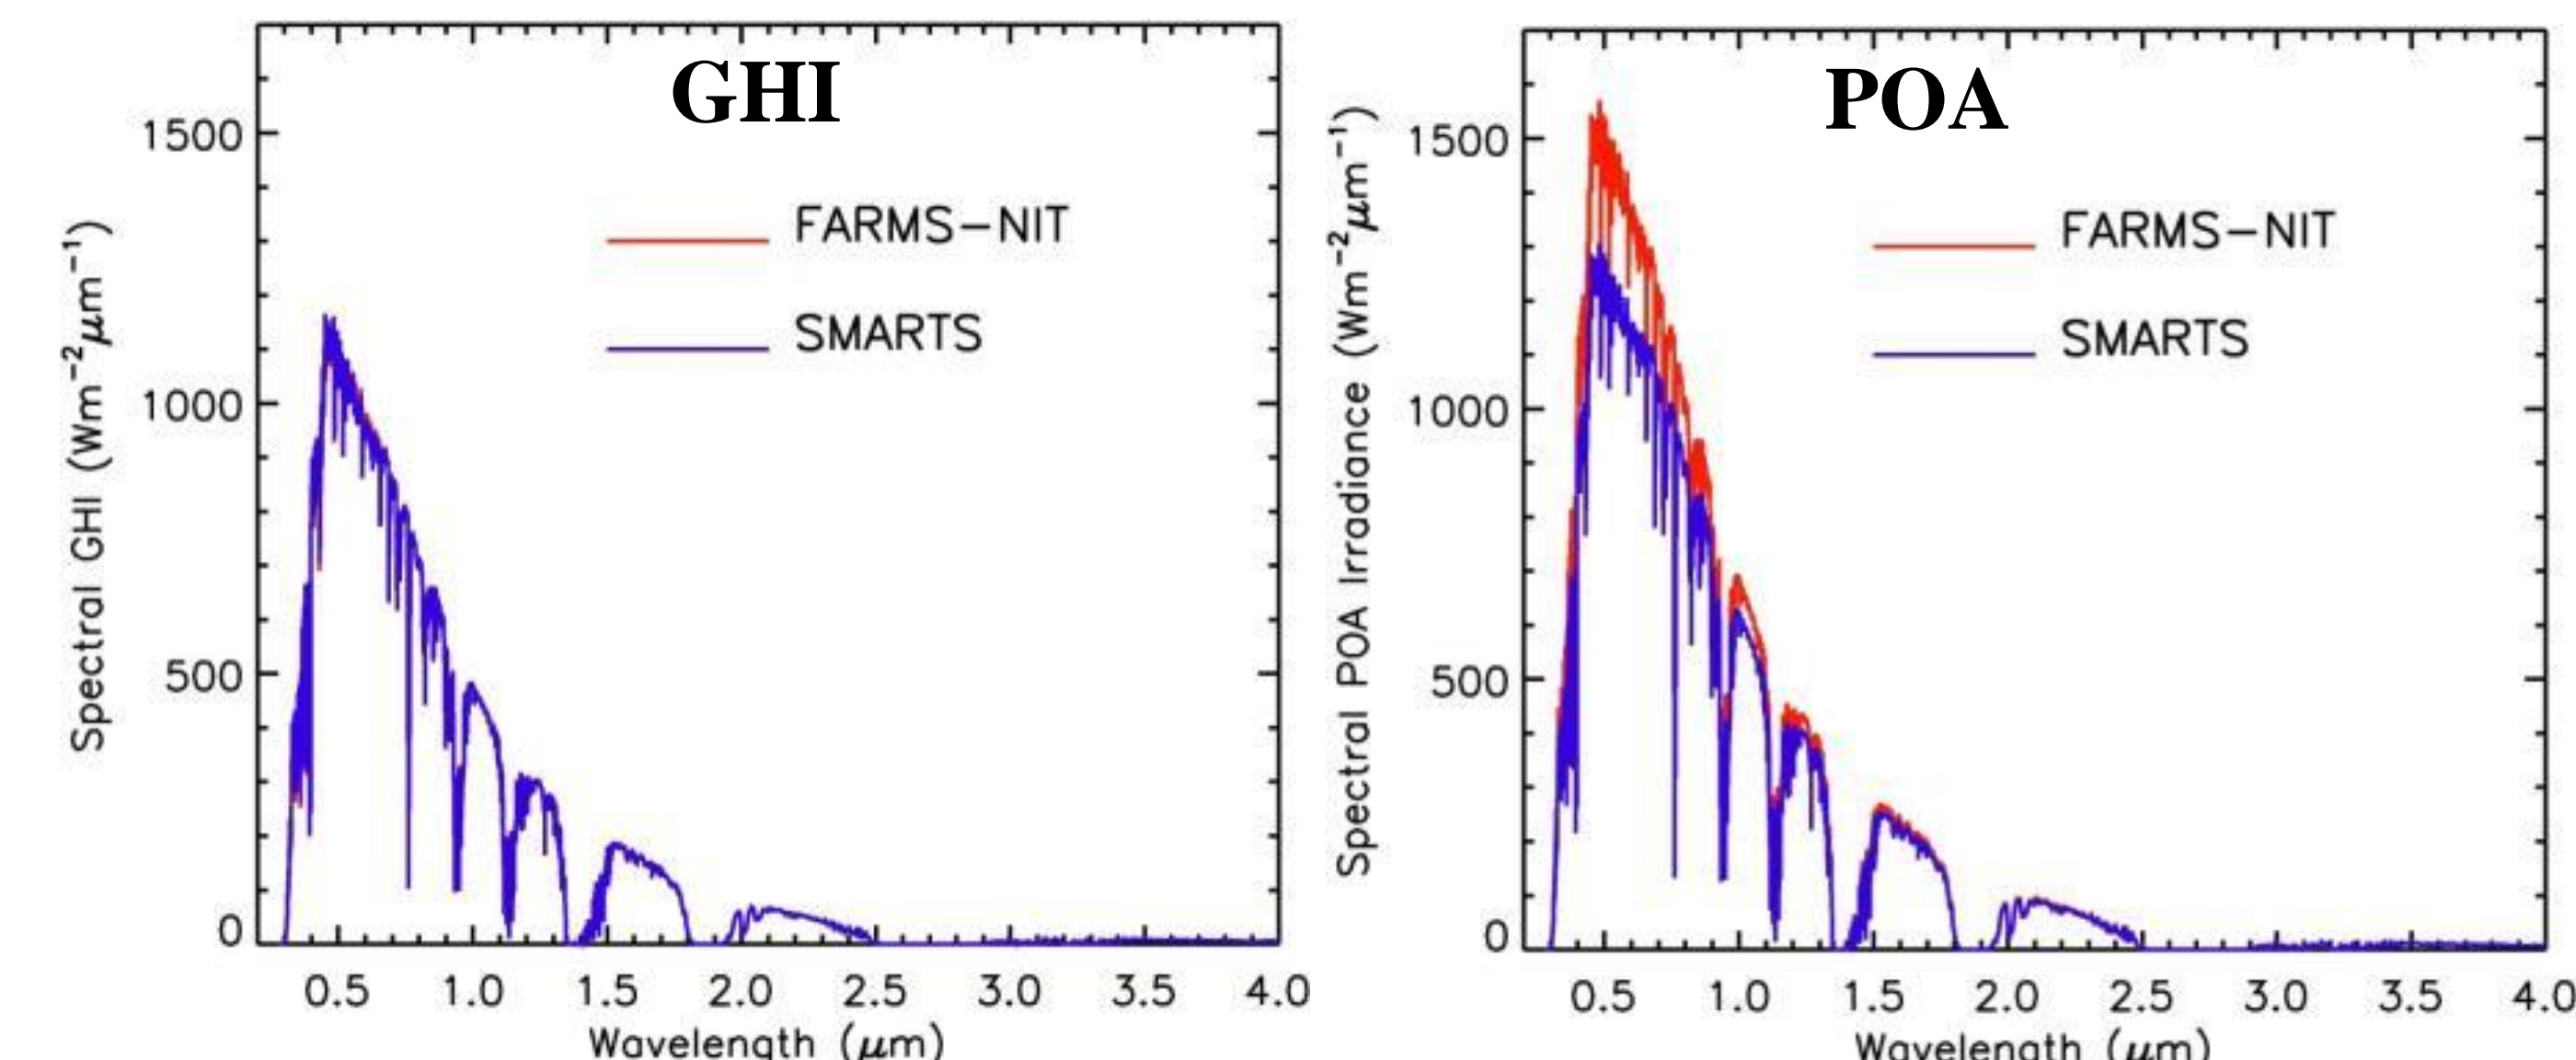 GHI
1500
1000
500
0
Spectral GHI (Wm⁻²μm⁻¹)
FARMS-NIT
SMARTS
0.5 1.0 1.5 2.0 2.5 3.0 3.5 4.0
Wavelength (μm)
POA
1500
1000
500
0
Spectral POA Irradiance (Wm⁻²μm⁻¹)
FARMS-NIT
SMARTS
0.5 1.0 1.5 2.0 2.5 3.0 3.5 4.0
Wavelength (μm)